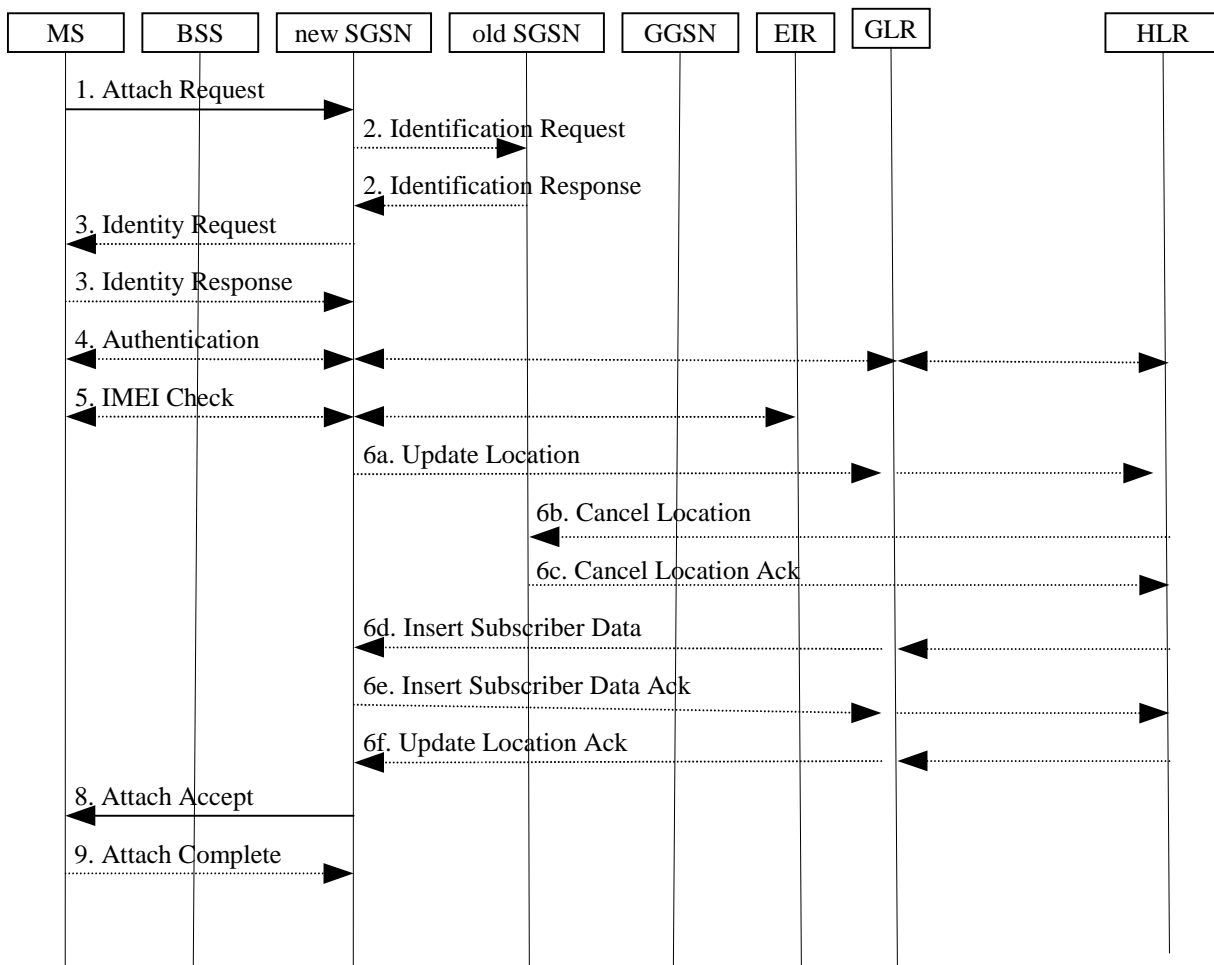 MS
BSS
new SGSN
old SGSN
GGSN
EIR
GLR
HLR
1. Attach Request
2. Identification Request
2. Identification Response
3. Identity Request
3. Identity Response
4. Authentication
5. IMEI Check
6a. Update Location
6b. Cancel Location
6c. Cancel Location Ack
6d. Insert Subscriber Data
6e. Insert Subscriber Data Ack
6f. Update Location Ack
8. Attach Accept
9. Attach Complete